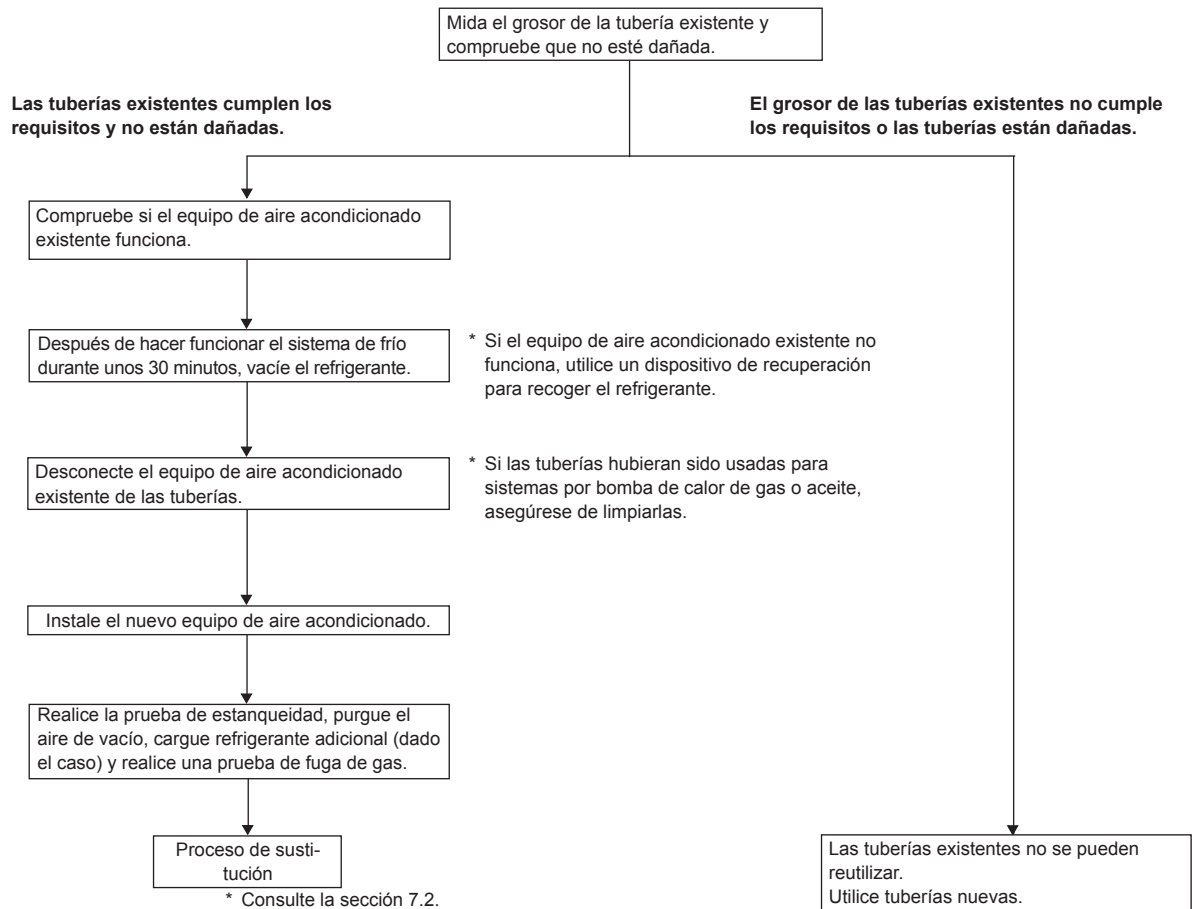 Mida el grosor de la tubería existente y
compruebe que no esté dañada.
Las tuberías existentes cumplen los
requisitos y no están dañadas.
El grosor de las tuberías existentes no cumple
los requisitos o las tuberías están dañadas.
Compruebe si el equipo de aire acondicionado
existente funciona.
Después de hacer funcionar el sistema de frío
durante unos 30 minutos, vacíe el refrigerante.
* Si el equipo de aire acondicionado existente no
funciona, utilice un dispositivo de recuperación
para recoger el refrigerante.
Desconecte el equipo de aire acondicionado
existente de las tuberías.
* Si las tuberías hubieran sido usadas para
sistemas por bomba de calor de gas o aceite,
asegúrese de limpiarlas.
Instale el nuevo equipo de aire acondicionado.
Realice la prueba de estanqueidad, purgue el
aire de vacío, cargue refrigerante adicional (dado
el caso) y realice una prueba de fuga de gas.
Proceso de susti-
tución
* Consulte la sección 7.2.
Las tuberías existentes no se pueden
reutilizar.
Utilice tuberías nuevas.